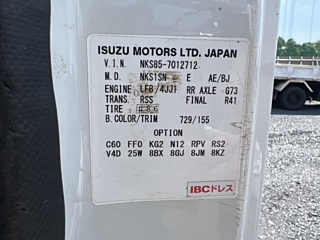 ISUZU MOTORS LTD. JAPAN
V.I.N. NKS85-7012712
M.D. NKS1SN E AE/BJ
ENGINE LFB/4JJ1 RR AXLE G73
TRANS. RSS FINAL R41
TIRE :
B.COLOR/TRIM 729/155
OPTION
C60 FFO KG2 N12 RPV RS2
V4D 25W 8BX 8GJ 8JM 8KZ
IBCドレス